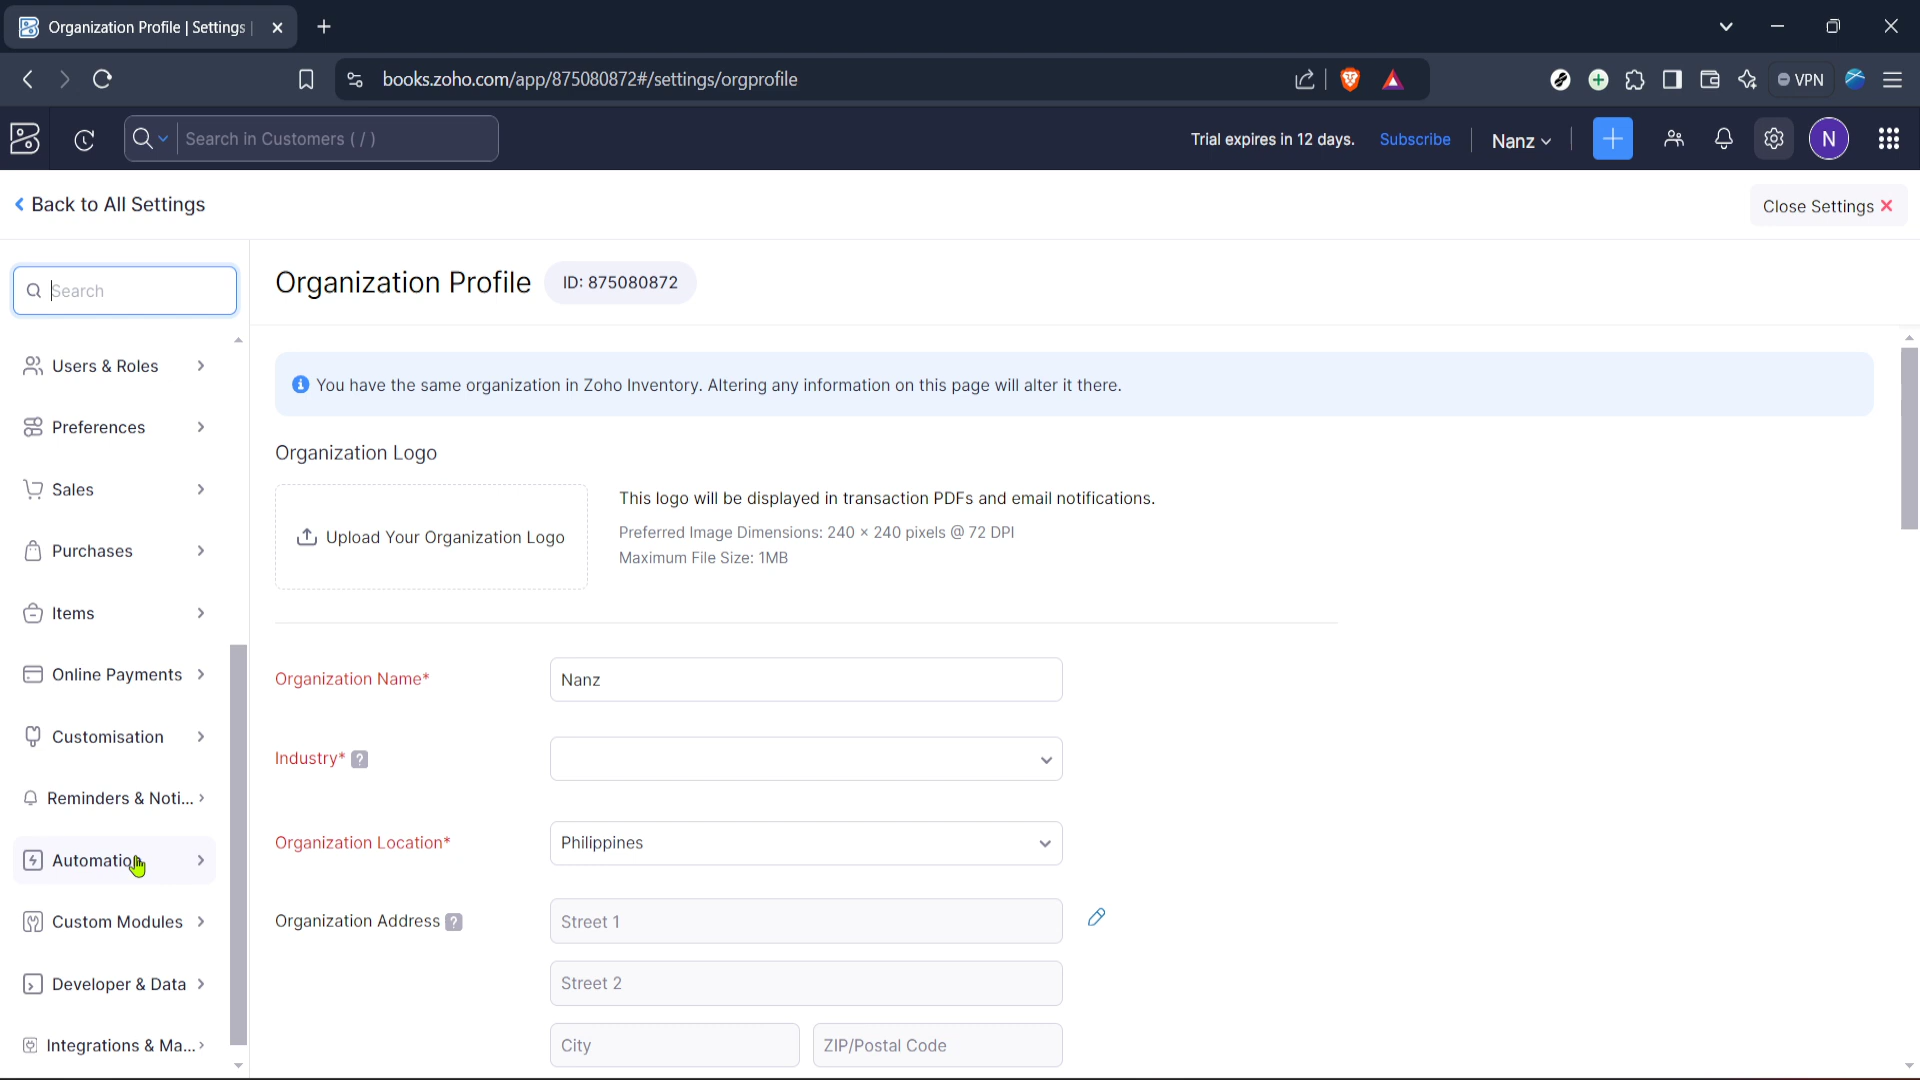 Organization Profile | Settings |
books.zoho.com/app/875080872#/settings/orgprofile
VPN
Search in Customers ( / )
Trial expires in 12 days.
Subscribe
Nanz
N
Back to All Settings
Close Settings
Search
Organization Profile
ID: 875080872
Users & Roles
You have the same organization in Zoho Inventory. Altering any information on this page will alter it there.
Preferences
Organization Logo
Sales
This logo will be displayed in transaction PDFs and email notifications.
Upload Your Organization Logo
Preferred Image Dimensions: 240 × 240 pixels @ 72 DPI
Maximum File Size: 1MB
Purchases
Items
Online Payments
Organization Name*
Nanz
Customisation
Industry* ?
Reminders & Noti...
Organization Location*
Philippines
Automation
Custom Modules
Organization Address ?
Street 1
Developer & Data
Street 2
Integrations & Ma...
City
ZIP/Postal Code